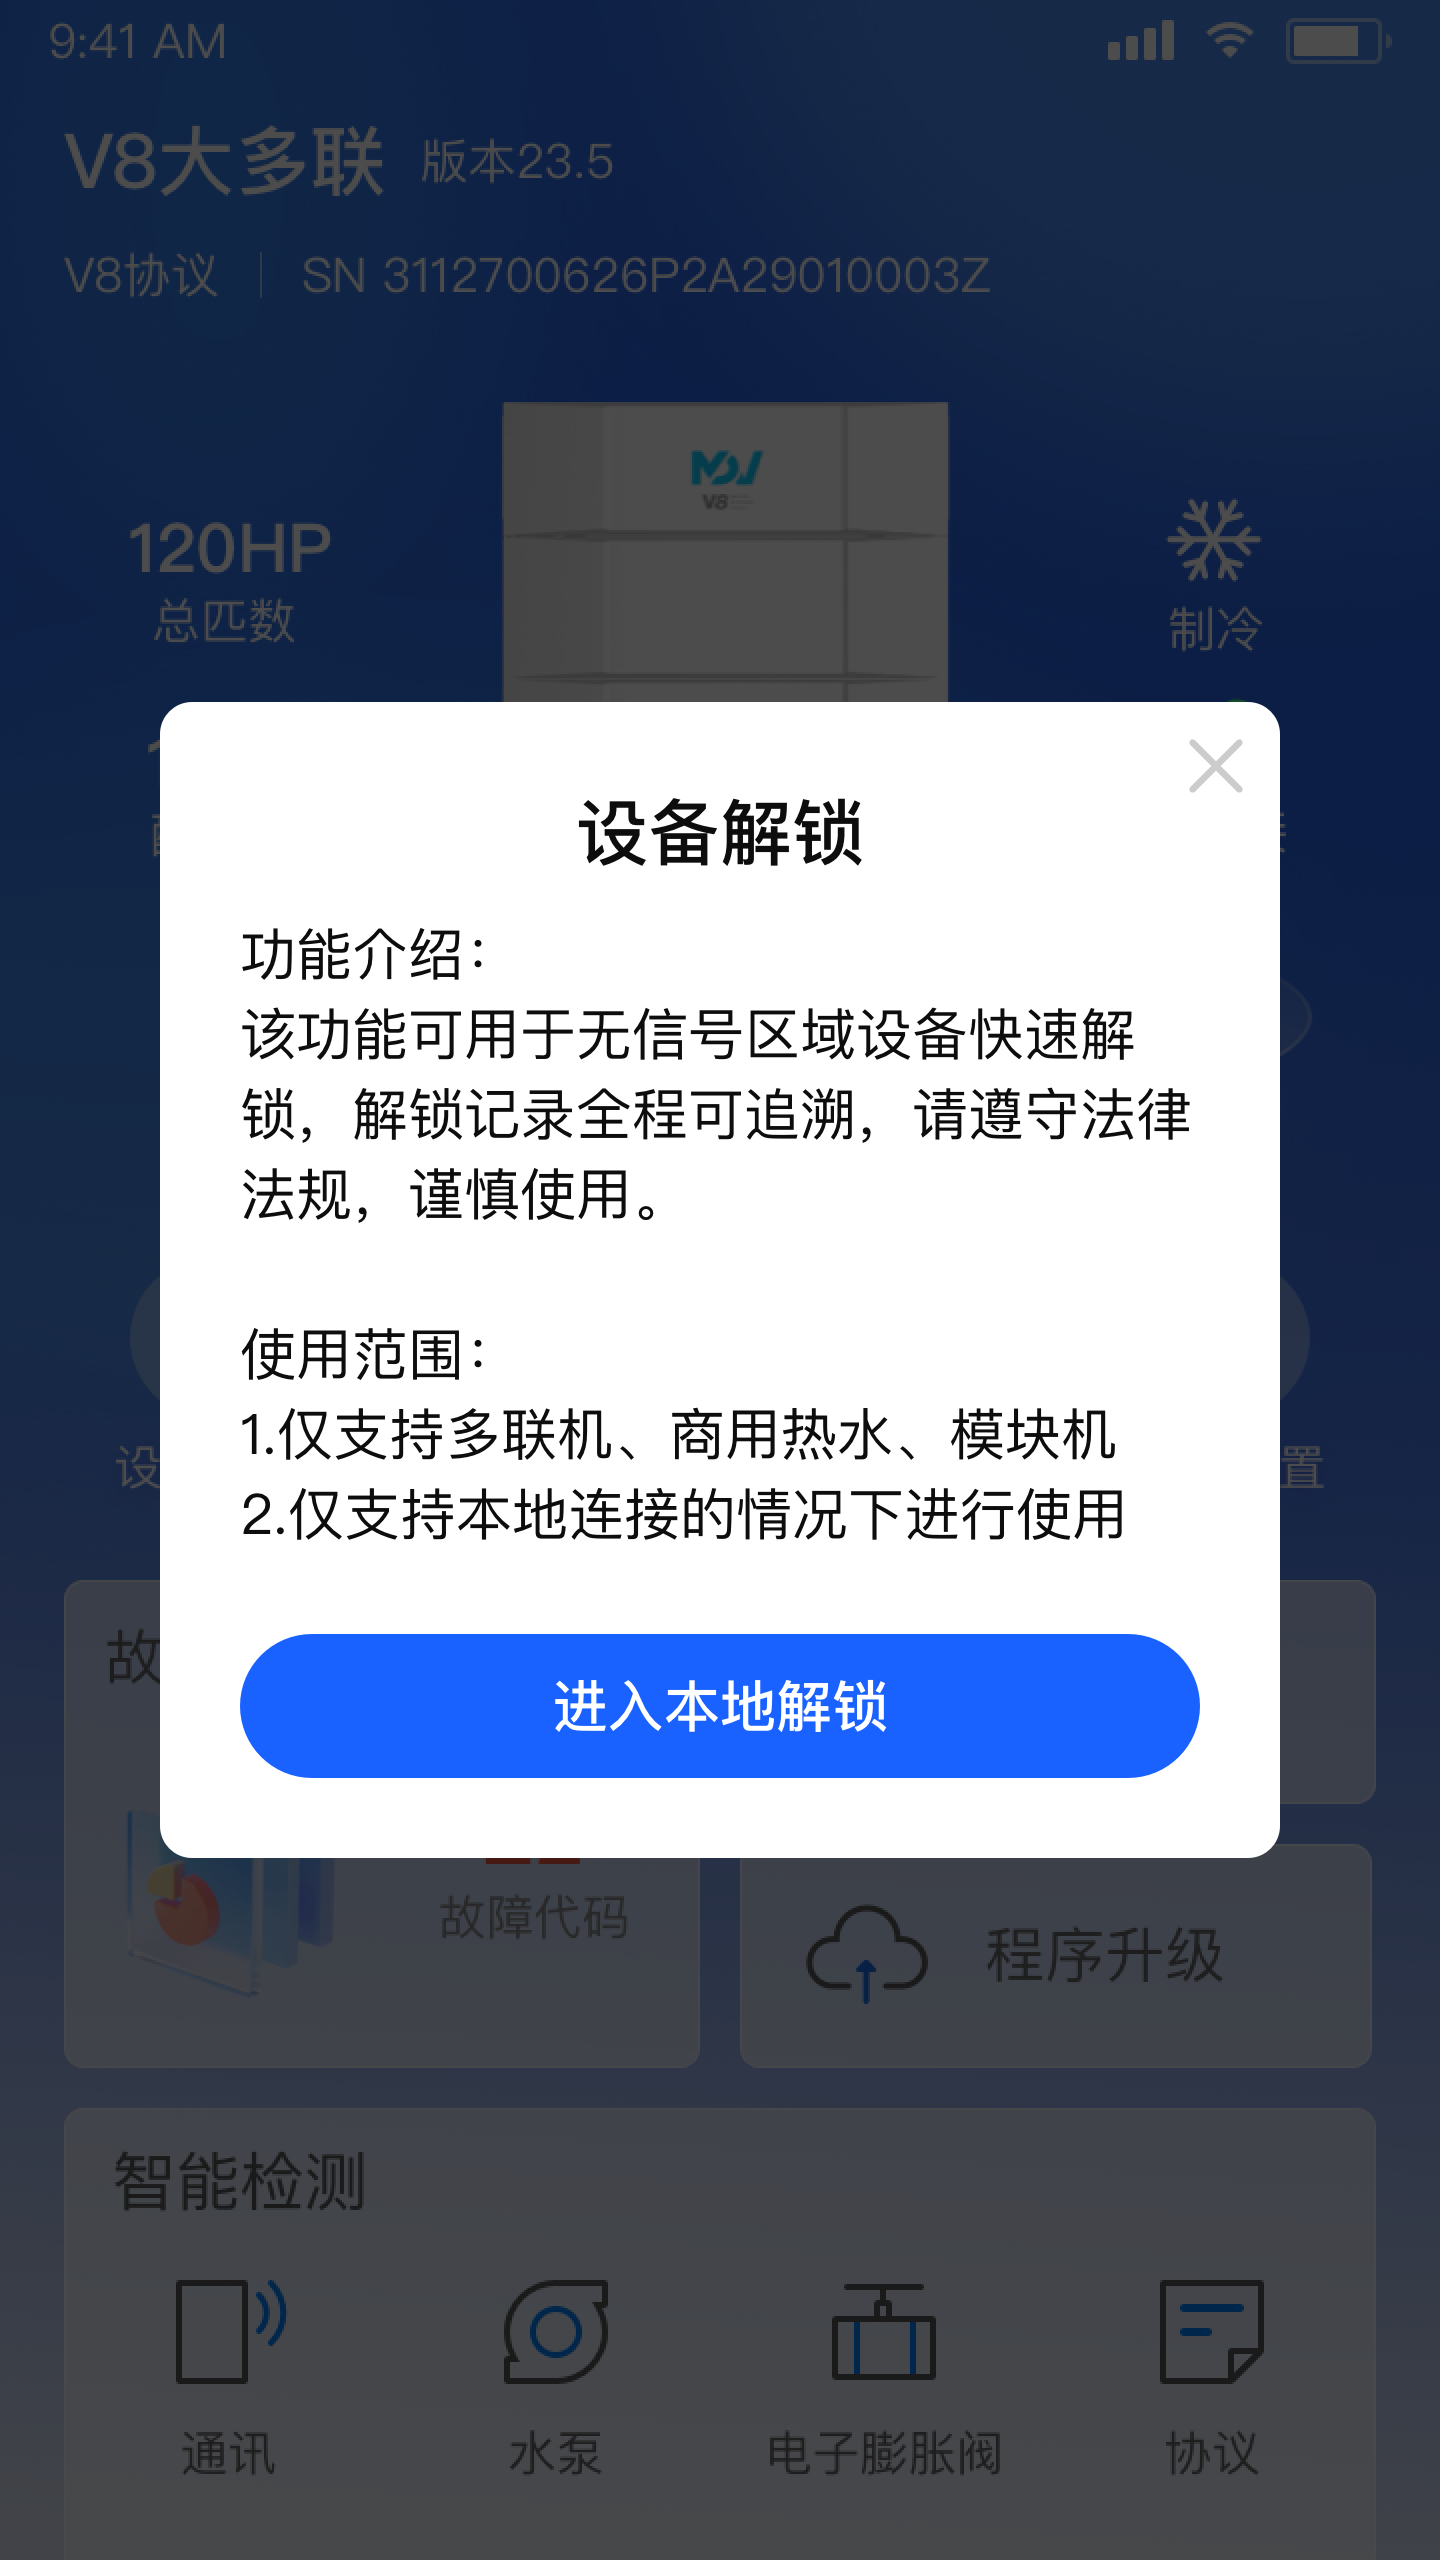 9:41 AM
V8大多联 版本23.5
V8协议 SN 3112700626P2A29010003Z
MDV
V8
120HP
总匹数
制冷
设备解锁
功能介绍：
该功能可用于无信号区域设备快速解
锁，解锁记录全程可追溯，请遵守法律
法规，谨慎使用。
使用范围：
1.仅支持多联机、商用热水、模块机
2.仅支持本地连接的情况下进行使用
设
置
进入本地解锁
故
故障代码
程序升级
智能检测
通讯
水泵
电子膨胀阀
协议